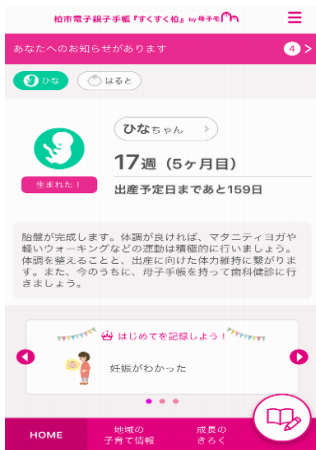 柏市電子親子手帳『すくすく柏』by母子モ
あなたへのお知らせがあります 4
ひな はると
ひなちゃん
17週（5ヶ月目）
生まれた！
出産予定日まであと159日
胎盤が完成します。体調が良ければ、マタニティヨガや
軽いウォーキングなどの運動は積極的に行いましょう。
体調を整えることと、出産に向けた体力維持に繋がりま
す。また、今のうちに、母子手帳を持って歯科健診に行
きましょう。
はじめてを記録しよう！
妊娠がわかった
HOME
地域の
子育て情報
成長の
きろく